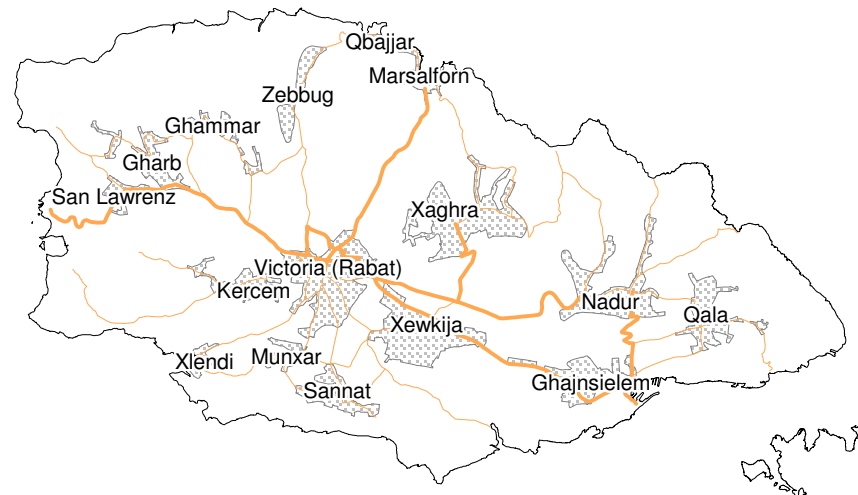 Qbajjar
Marsalforn
Zebbug
Ghammar
Gharb
San Lawrenz
Xaghra
Victoria (Rabat)
Kercem
Nadur
Qala
Xewkija
Xlendi
Munxar
Sannat
Ghajnsielem